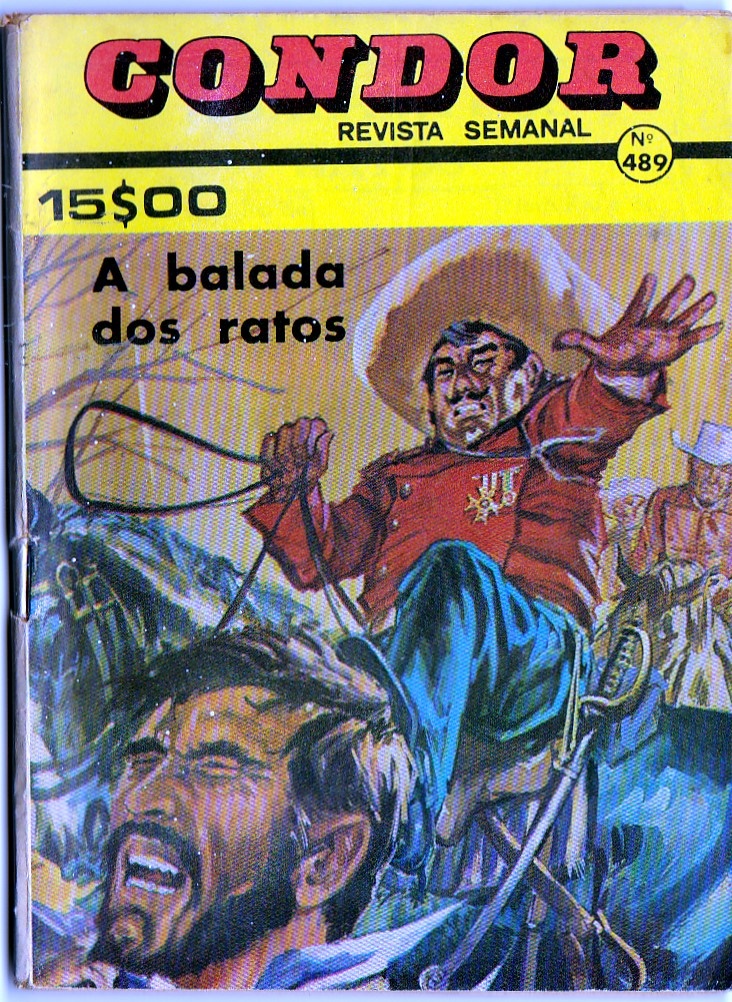 CONDOR
REVISTA SEMANAL
Nº
489
15$00
A balada
dos ratos